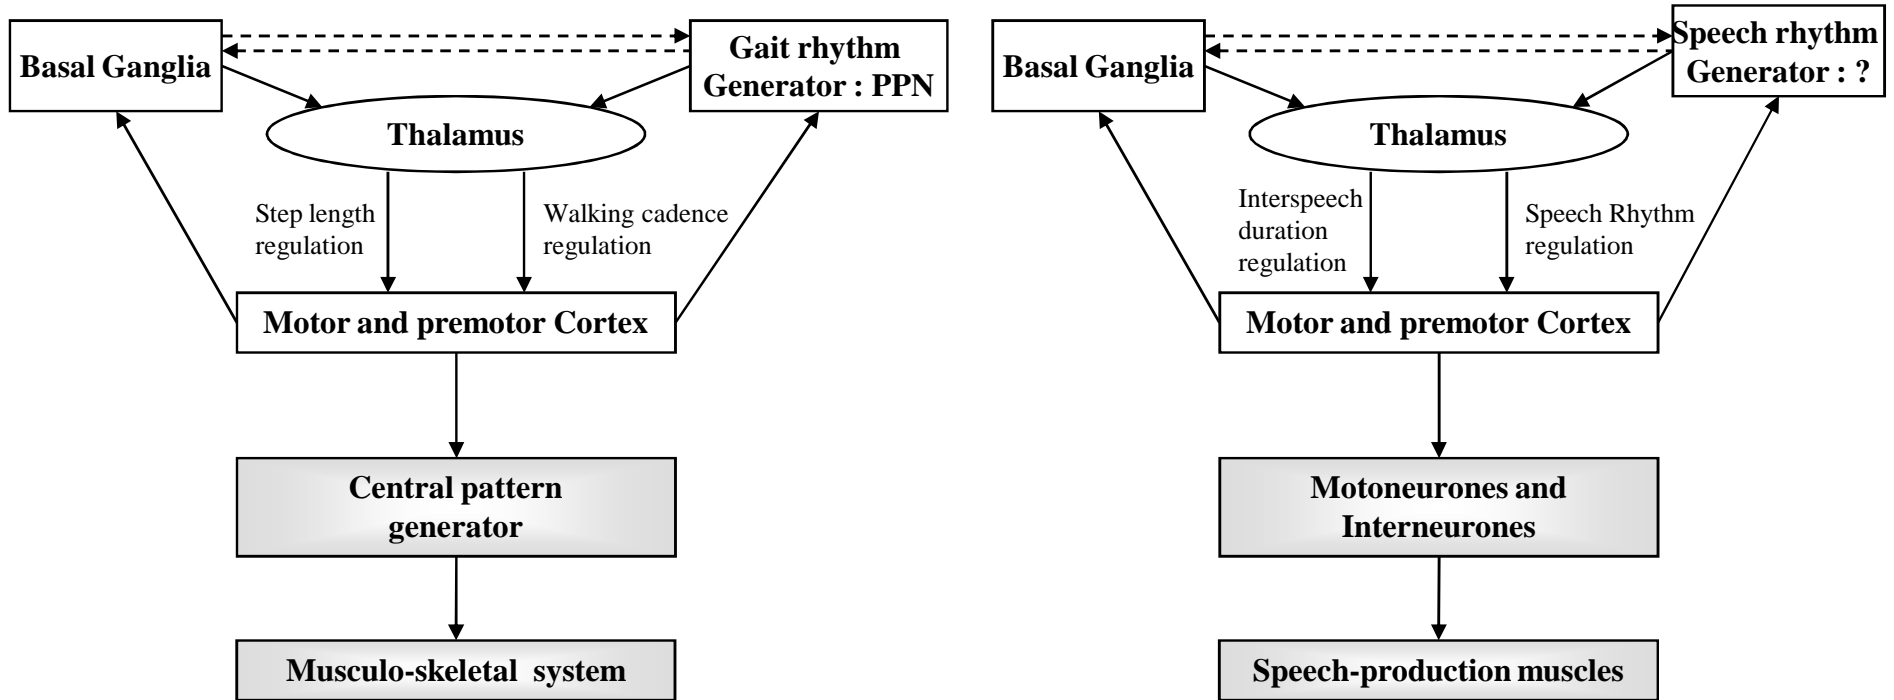 Basal Ganglia
Gait rhythm
Generator : PPN
Thalamus
Step length
regulation
Walking cadence
regulation
Motor and premotor Cortex
Central pattern
generator
Musculo-skeletal system
Basal Ganglia
Speech rhythm
Generator : ?
Thalamus
Interspeech
duration
regulation
Speech Rhythm
regulation
Motor and premotor Cortex
Motoneurones and
Interneurones
Speech-production muscles